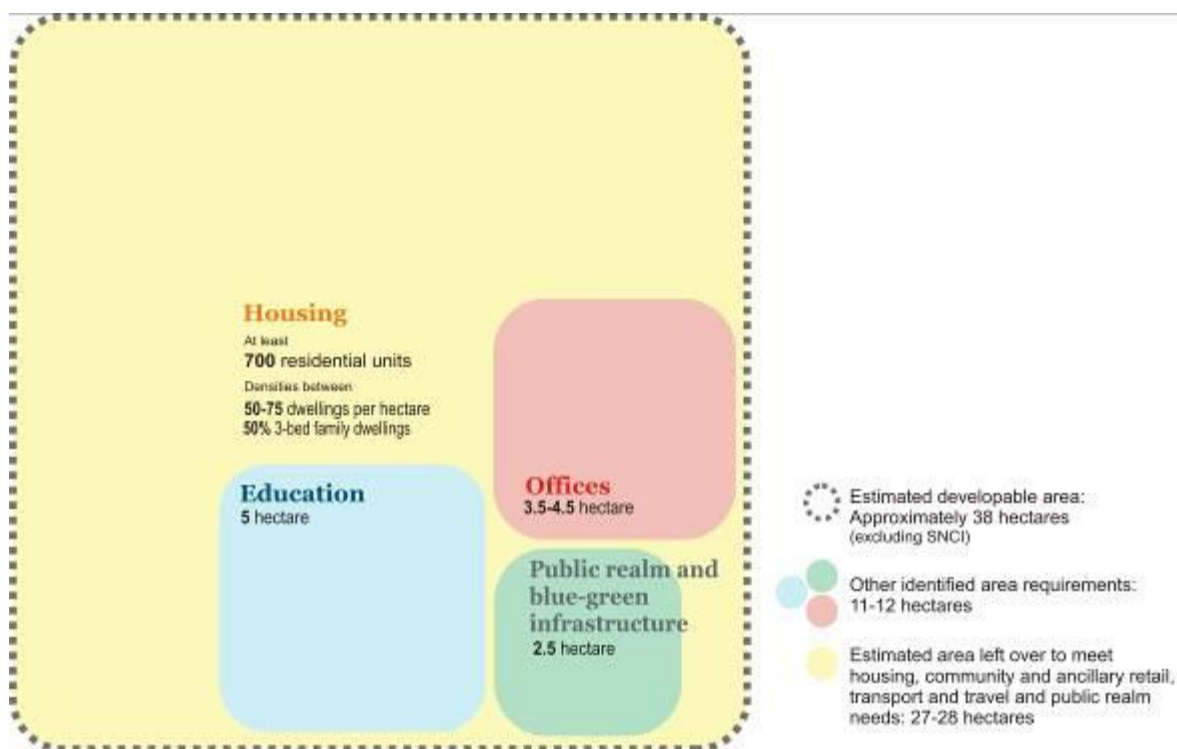 Housing
At least
700 residential units
Densities between
50-75 dwellings per hectare
50% 3-bed family dwellings
Education
5 hectare
Offices
3.5-4.5 hectare
Public realm and
blue-green
infrastructure
2.5 hectare
Estimated developable area:
Approximately 38 hectares
(excluding SNCI)
Other identified area requirements:
11-12 hectares
Estimated area left over to meet
housing, community and ancillary retail,
transport and travel and public realm
needs: 27-28 hectares